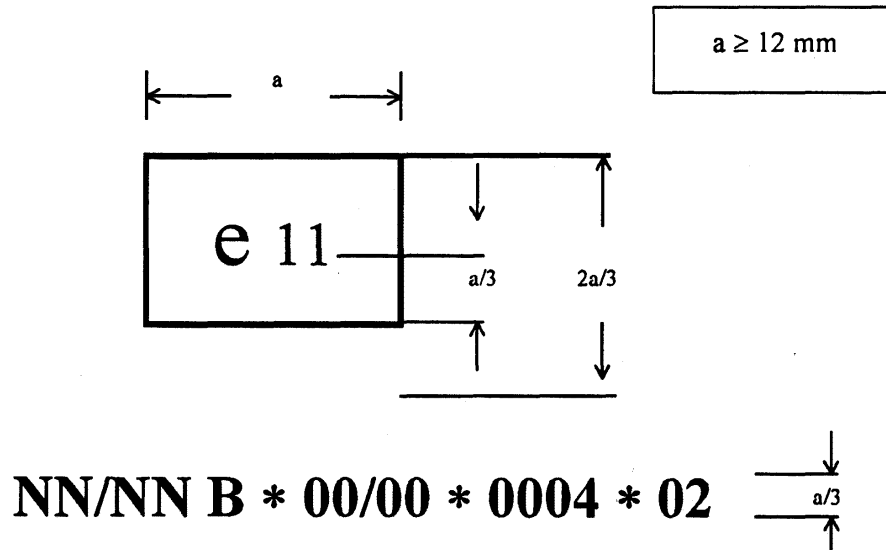 a ≥ 12 mm
a
e 11
a/3
2a/3
NN/NN B * 00/00 * 0004 * 02
a/3